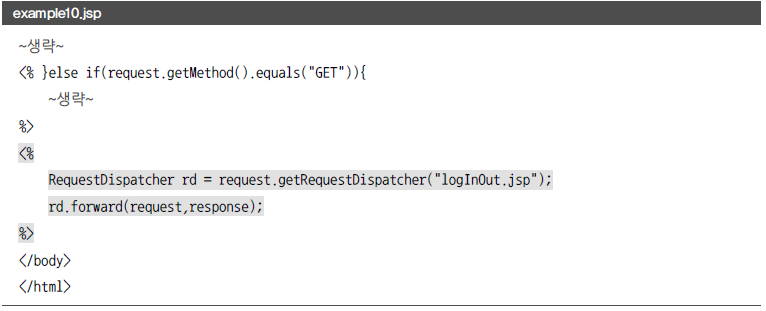 example10.jsp
~생략~
<% }else if(request.getMethod().equals("GET")){
~생략~
%>
<%
RequestDispatcher rd = request.getRequestDispatcher("logInOut.jsp");
rd.forward(request,response);
%>
</body>
</html>